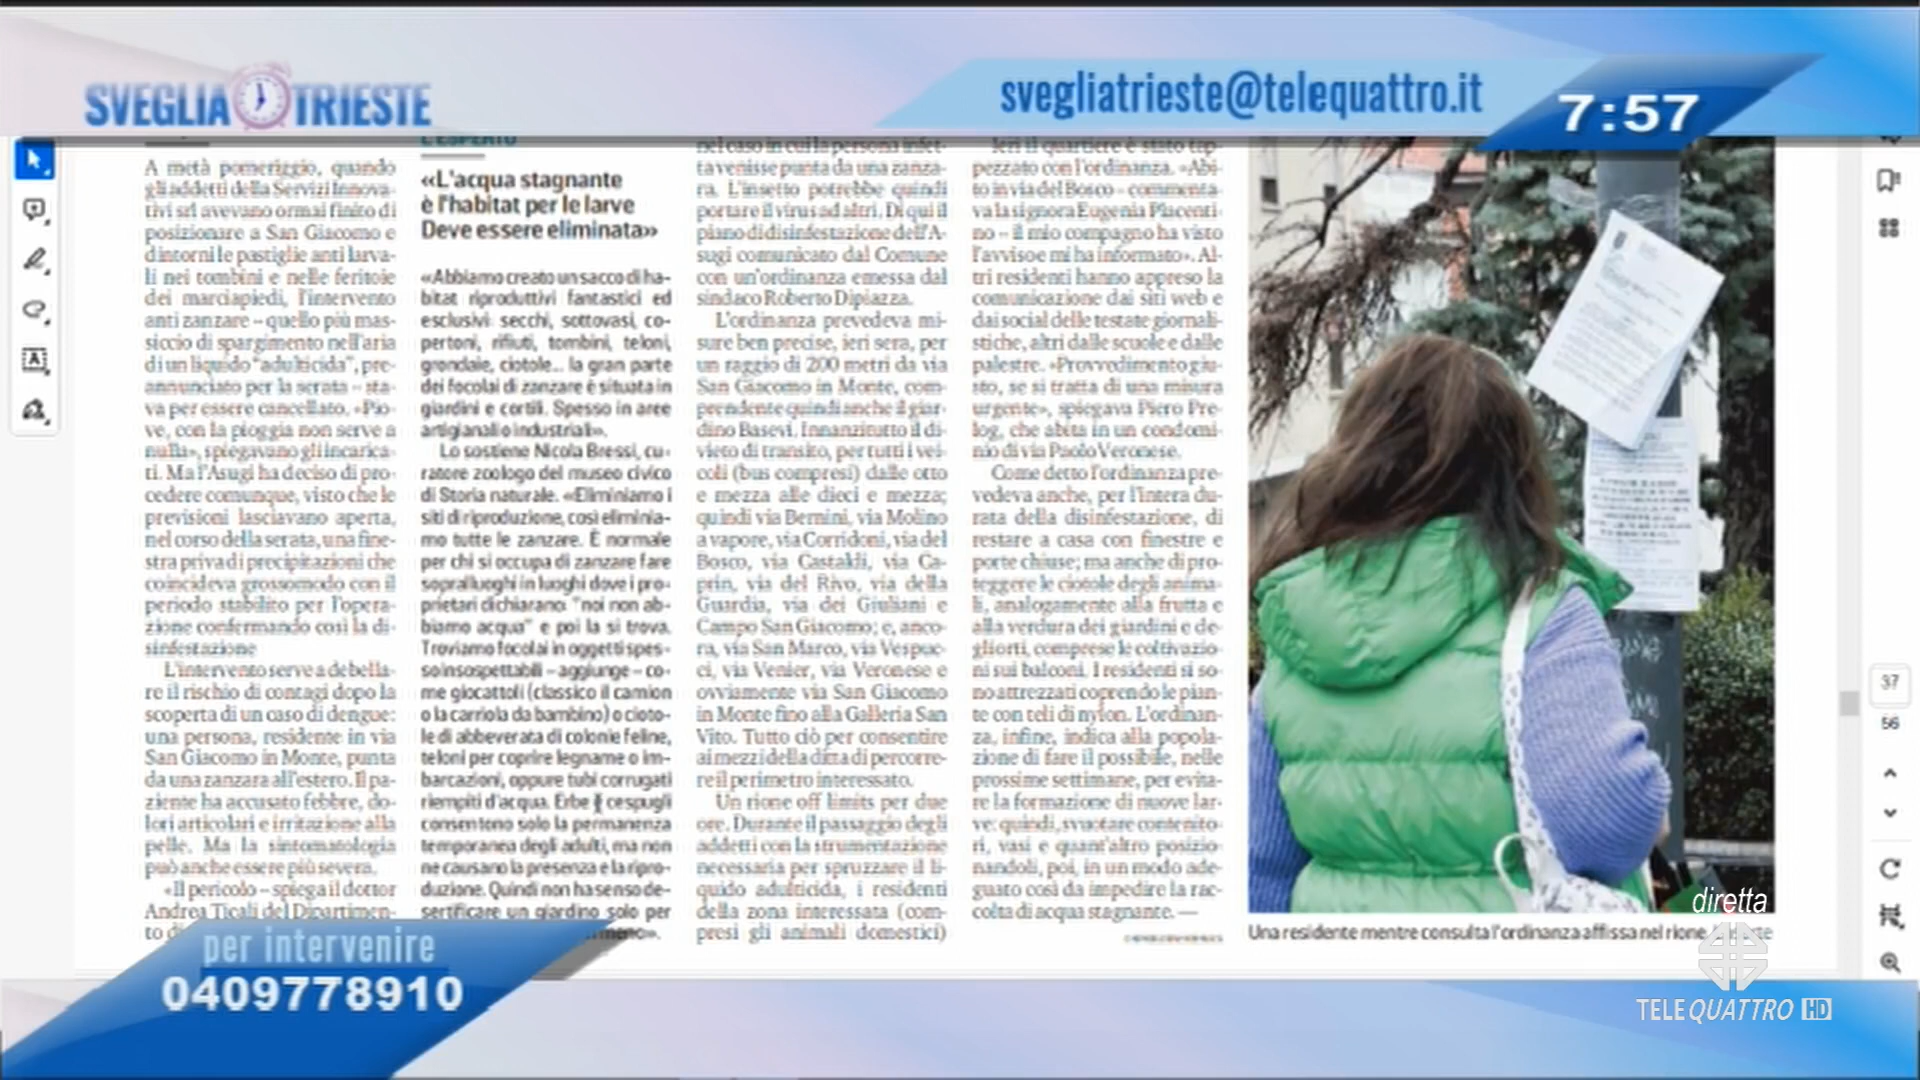 SVEGLIA TRIESTE
svegliatrieste@telequattro.it
7:57
A metà pomeriggio, quando
gli addetti della Servizi Innova-
tivi srl avevano ormai finito di
posizionare a San Giacomo e
dintorni le pastiglie anti larva-
li nei tombini e nelle feritoie
dei marciapiedi, l'intervento
anti zanzare – quello più mas-
siccio di spargimento nell'aria
di un liquido "adulticida", pre-
annunciato per la serata – sta-
va per essere cancellato. «Pio-
ve, con la pioggia non serve a
nulla», spiegavano gli incarica-
ti. Ma l'Asugi ha deciso di pro-
cedere comunque, visto che le
previsioni lasciavano aperta,
nel corso della serata, una fine-
stra priva di precipitazioni che
coincideva grossomodo con il
periodo stabilito per l'opera-
zione confermando così la di-
sinfestazione
L'intervento serve a debella-
re il rischio di contagi dopo la
scoperta di un caso di dengue:
una persona, residente in via
San Giacomo in Monte, punta
da una zanzara all'estero. Il pa-
ziente ha accusato febbre, do-
lori articolari e irritazione alla
pelle. Ma la sintomatologia
può anche essere più severa.
«Il pericolo – spiega il dottor
Andrea Ticali del Dipartimen-
to di
L'ESPERTO
«L'acqua stagnante
è l'habitat per le larve
Deve essere eliminata»
«Abbiamo creato un sacco di ha-
bitat riproduttivi fantastici ed
esclusivi: secchi, sottovasi, co-
pertoni, rifiuti, tombini, teloni,
grondaie, ciotole... la gran parte
dei focolai di zanzare è situata in
giardini e cortili. Spesso in aree
artigianali o industriali».
Lo sostiene Nicola Bressi, cu-
ratore zoologo del museo civico
di Storia naturale. «Eliminiamo i
siti di riproduzione, così eliminia-
mo tutte le zanzare. È normale
per chi si occupa di zanzare fare
sopralluoghi in luoghi dove i pro-
prietari dichiarano: "noi non ab-
biamo acqua" e poi la si trova.
Troviamo focolai in oggetti spes-
so insospettabili – aggiunge – co-
me giocattoli (classico il camion
o la carriola da bambino) o cioto-
le di abbeverata di colonie feline,
teloni per coprire legname o im-
barcazioni, oppure tubi corrugati
riempiti d'acqua. Erbe e cespugli
consentono solo la permanenza
temporanea degli adulti, ma non
ne causano la presenza e la ripro-
duzione. Quindi non ha senso de-
sertificare un giardino solo per
meno».
nel caso in cui la persona infet-
ta venisse punta da una zanza-
ra. L'insetto potrebbe quindi
portare il virus ad altri. Di qui il
piano di disinfestazione dell'A-
sugi comunicato dal Comune
con un'ordinanza emessa dal
sindaco Roberto Dipiazza.
L'ordinanza prevedeva mi-
sure ben precise, ieri sera, per
un raggio di 200 metri da via
San Giacomo in Monte, com-
prendente quindi anche il giar-
dino Basevi. Innanzitutto il di-
vieto di transito, per tutti i vei-
coli (bus compresi) dalle otto
e mezza alle dieci e mezza;
quindi via Bernini, via Molino
a vapore, via Corridoni, via del
Bosco, via Castaldi, via Ca-
prin, via del Rivo, via della
Guardia, via dei Giuliani e
Campo San Giacomo; e, anco-
ra, via San Marco, via Vespuc-
ci, via Venier, via Veronese e
ovviamente via San Giacomo
in Monte fino alla Galleria San
Vito. Tutto ciò per consentire
ai mezzi della ditta di percorre-
re il perimetro interessato.
Un rione off limits per due
ore. Durante il passaggio degli
addetti con la strumentazione
necessaria per spruzzare il li-
quido adulticida, i residenti
della zona interessata (com-
presi gli animali domestici)
Ieri il quartiere è stato tap-
pezzato con l'ordinanza. «Abi-
to in via del Bosco – commenta-
va la signora Eugenia Placenti-
no – il mio compagno ha visto
l'avviso e mi ha informato». Al-
tri residenti hanno appreso la
comunicazione dai siti web e
dai social delle testate giornali-
stiche, altri dalle scuole e dalle
palestre. «Provvedimento giu-
sto, se si tratta di una misura
urgente», spiegava Piero Pre-
log, che abita in un condomi-
nio di via Paolo Veronese.
Come detto l'ordinanza pre-
vedeva anche, per l'intera du-
rata della disinfestazione, di
restare a casa con finestre e
porte chiuse; ma anche di pro-
teggere le ciotole degli anima-
li, analogamente alla frutta e
alla verdura dei giardini e de-
gli orti, comprese le coltivazio-
ni sui balconi. I residenti si so-
no attrezzati coprendo le pian-
te con teli di nylon. L'ordinan-
za, infine, indica alla popola-
zione di fare il possibile, nelle
prossime settimane, per evita-
re la formazione di nuove lar-
ve: quindi, svuotare contenito-
ri, vasi e quant'altro posizio-
nandoli, poi, in un modo ade-
guato così da impedire la rac-
colta di acqua stagnante. —
Una residente mentre consulta l'ordinanza affissa nel rione
37
56
per intervenire
0409778910
diretta
TELEQUATTRO HD